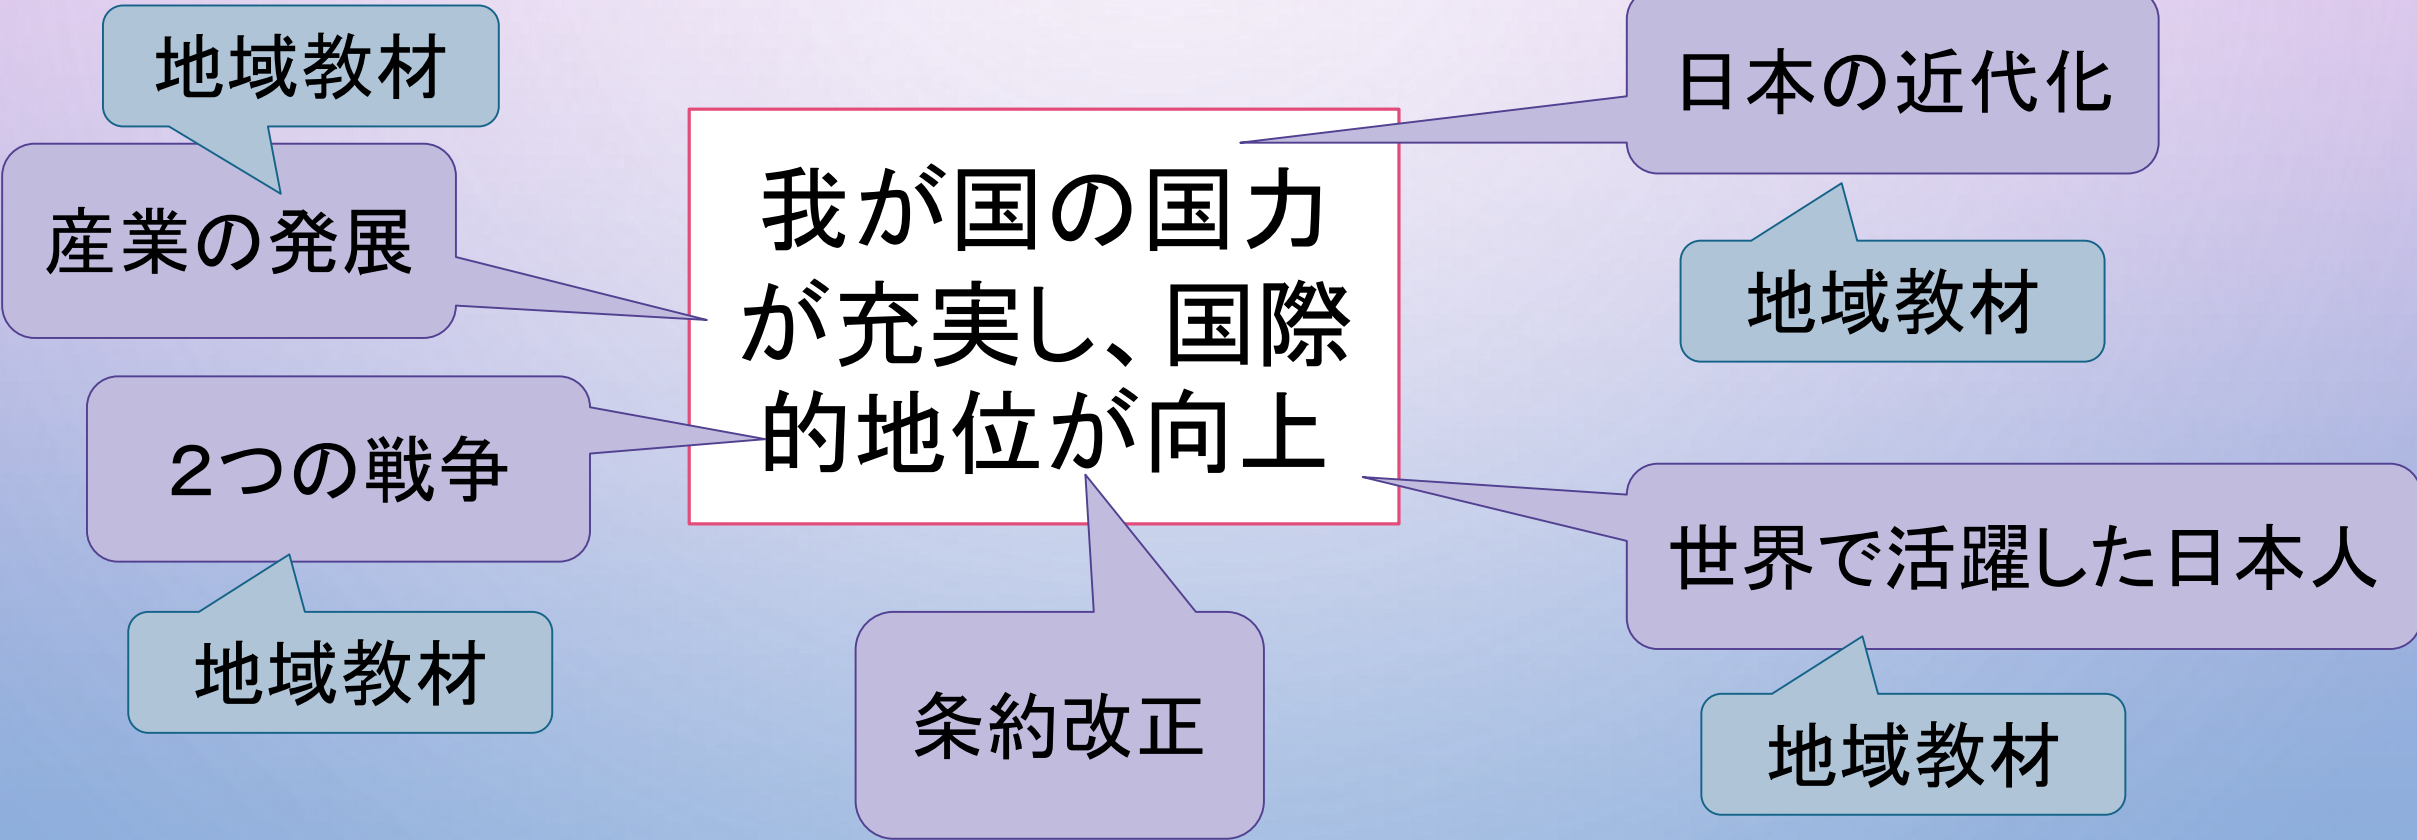 地域教材
産業の発展
２つの戦争
地域教材
我が国の国力
が充実し、国際
的地位が向上
条約改正
日本の近代化
地域教材
世界で活躍した日本人
地域教材